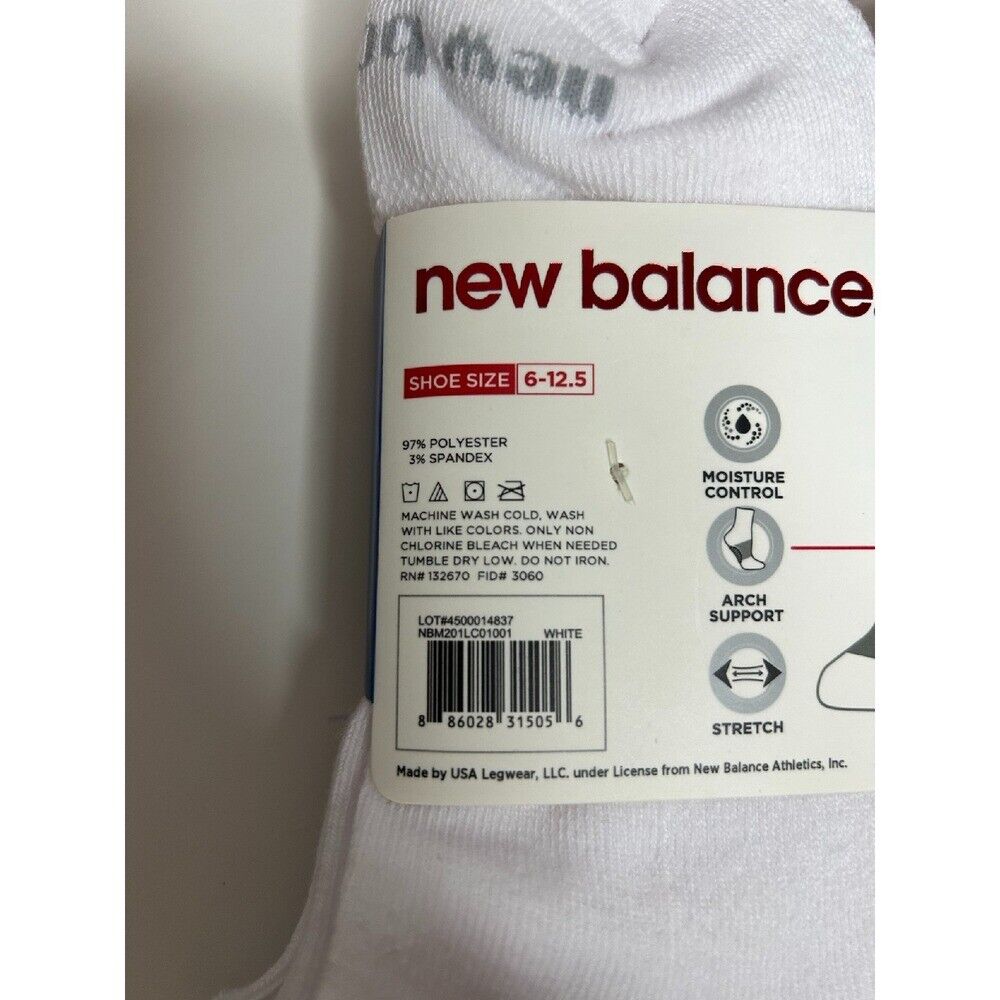 new b
new balance
SHOE SIZE 6-12.5
97% POLYESTER
3% SPANDEX
MACHINE WASH COLD, WASH
WITH LIKE COLORS. ONLY NON
CHLORINE BLEACH WHEN NEEDED
TUMBLE DRY LOW. DO NOT IRON.
RN# 132670 FID# 3060
LOT#4500014837
NBM201LC01001 WHITE
8 86028 31505 6
MOISTURE
CONTROL
ARCH
SUPPORT
STRETCH
Made by USA Legwear, LLC. under License from New Balance Athletics, Inc.